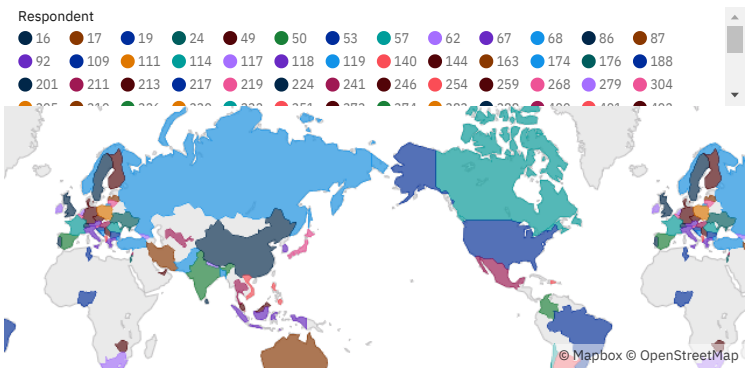 Respondent
16 17 19 24 49 50 53 57 62 67 68 86 87
92 109 111 114 117 118 119 140 144 163 174 176 188
201 211 213 217 219 224 241 246 254 259 268 279 304
© Mapbox © OpenStreetMap